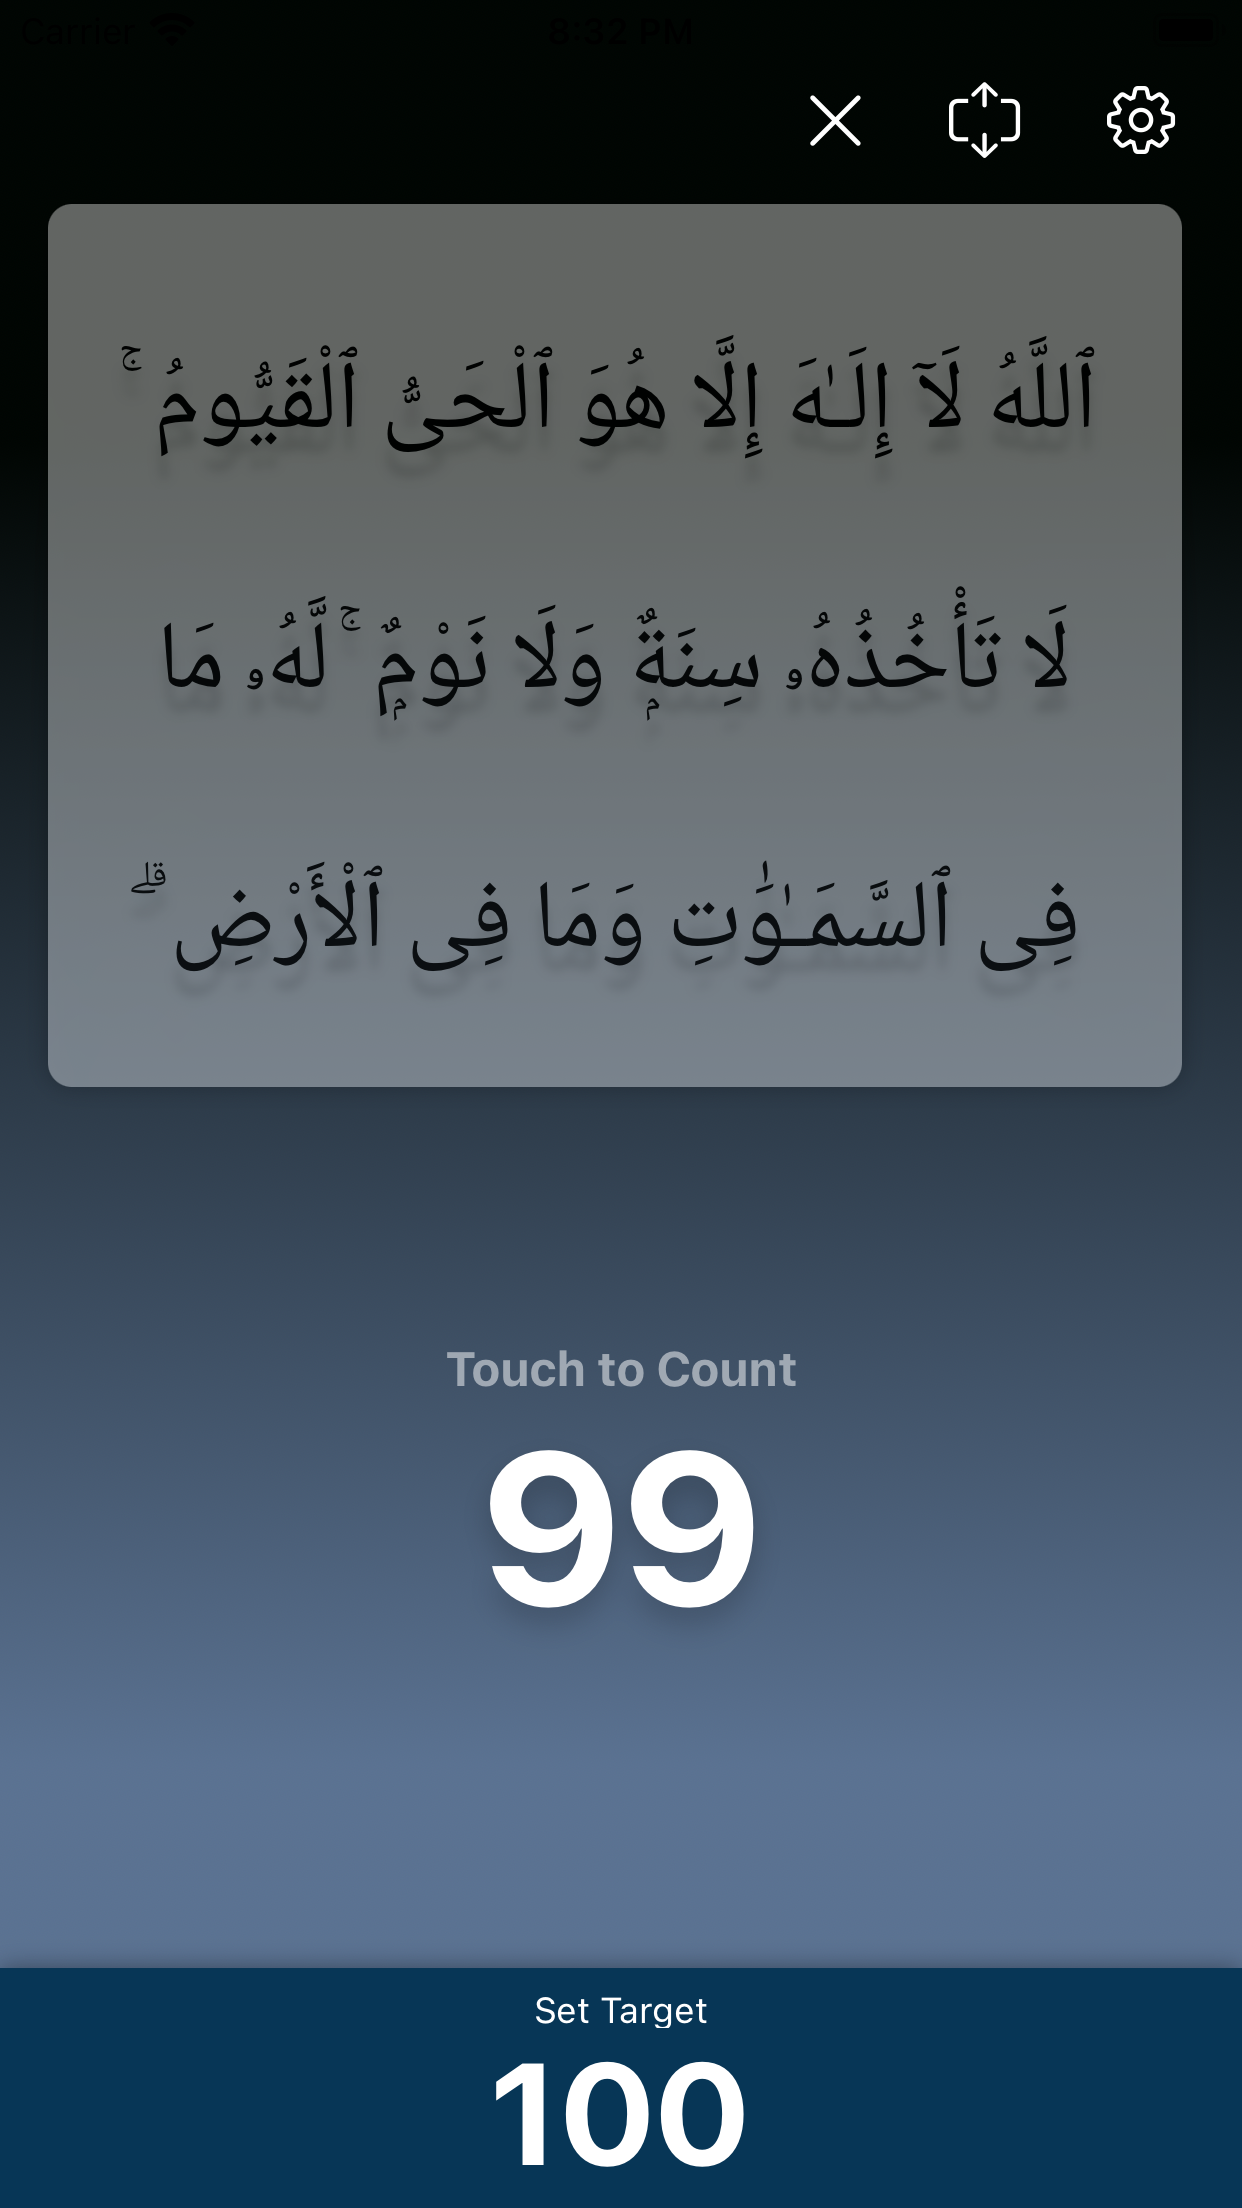 Carrier 8:32 PM
ٱللَّهُ لَآ إِلَـٰهَ إِلَّا هُوَ ٱلْحَىُّ ٱلْقَيُّومُ ۚ
لَا تَأْخُذُهُۥ سِنَةٌۭ وَلَا نَوْمٌۭ ۚ لَّهُۥ مَا
فِى ٱلسَّمَـٰوَٰتِ وَمَا فِى ٱلْأَرْضِ ۗ
Touch to Count
99
Set Target
100